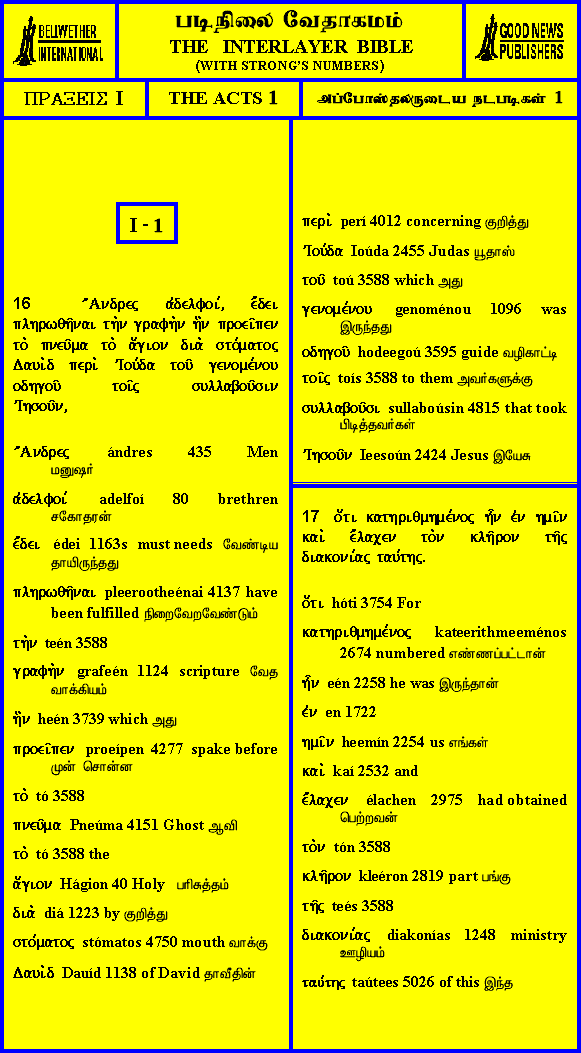 BELLWETHER
INTERNATIONAL
படிநிலை வேதாகமம்
THE INTERLAYER BIBLE
(WITH STRONG'S NUMBERS)
GOOD NEWS
PUBLISHERS
ΠΡΑΞΕΙΣ I
THE ACTS 1
அப்போஸ்தலருடைய நடபடிகள் 1
I - 1
16 Ἄνδρες ἀδελφοί, ἔδει
πληρωθῆναι τὴν γραφὴν ἣν προεῖπεν
τὸ πνεῦμα τὸ ἅγιον διὰ στόματος
Δαυὶδ περὶ Ἰούδα τοῦ γενομένου
οδηγοῦ τοῖς συλλαβοῦσιν
Ἰησοῦν,
Ἄνδρες ándres 435 Men
மனுஷர்
ἀδελφοί adelfoí 80 brethren
சகோதரன்
ἔδει édei 1163s must needs வேண்டிய
தாயிருந்தது
πληρωθῆναι pleerootheénai 4137 have
been fulfilled நிறைவேறவேண்டும்
τὴν teén 3588
γραφὴν grafeén 1124 scripture வேத
வாக்கியம்
ἣν heén 3739 which அது
προεῖπεν proeípen 4277 spake before
முன் சொன்ன
τὸ tó 3588
πνεῦμα Pneúma 4151 Ghost ஆவி
τὸ tó 3588 the
ἅγιον Hágion 40 Holy பரிசுத்தம்
διὰ diá 1223 by குறித்து
στόματος stómatos 4750 mouth வாக்கு
Δαυὶδ Dauíd 1138 of David தாவீதின்
περὶ perí 4012 concerning குறித்து
Ἰούδα Ioúda 2455 Judas யூதாஸ்
τοῦ toú 3588 which அது
γενομένου genoménou 1096 was
இருந்தது
οδηγοῦ hodeegoú 3595 guide வழிகாட்டி
τοῖς toís 3588 to them அவர்களுக்கு
συλλαβοῦσι sullaboúsin 4815 that took
பிடித்தவர்கள்
Ἰησοῦν Ieesoún 2424 Jesus இயேசு
17 ὅτι κατηριθμημένος ἦν ἐν ημῖν
καὶ ἔλαχεν τὸν κλῆρον τῆς
διακονίας ταύτης.
ὅτι hóti 3754 For
κατηριθμημένος kateerithmeeménos
2674 numbered எண்ணப்பட்டான்
ἦν eén 2258 he was இருந்தான்
ἐν en 1722
ημῖν heemín 2254 us எங்கள்
καὶ kaí 2532 and
ἔλαχεν élachen 2975 had obtained
பெற்றவன்
τὸν tón 3588
κλῆρον kleéron 2819 part பங்கு
τῆς teés 3588
διακονίας diakonías 1248 ministry
ஊழியம்
ταύτης taútees 5026 of this இந்த